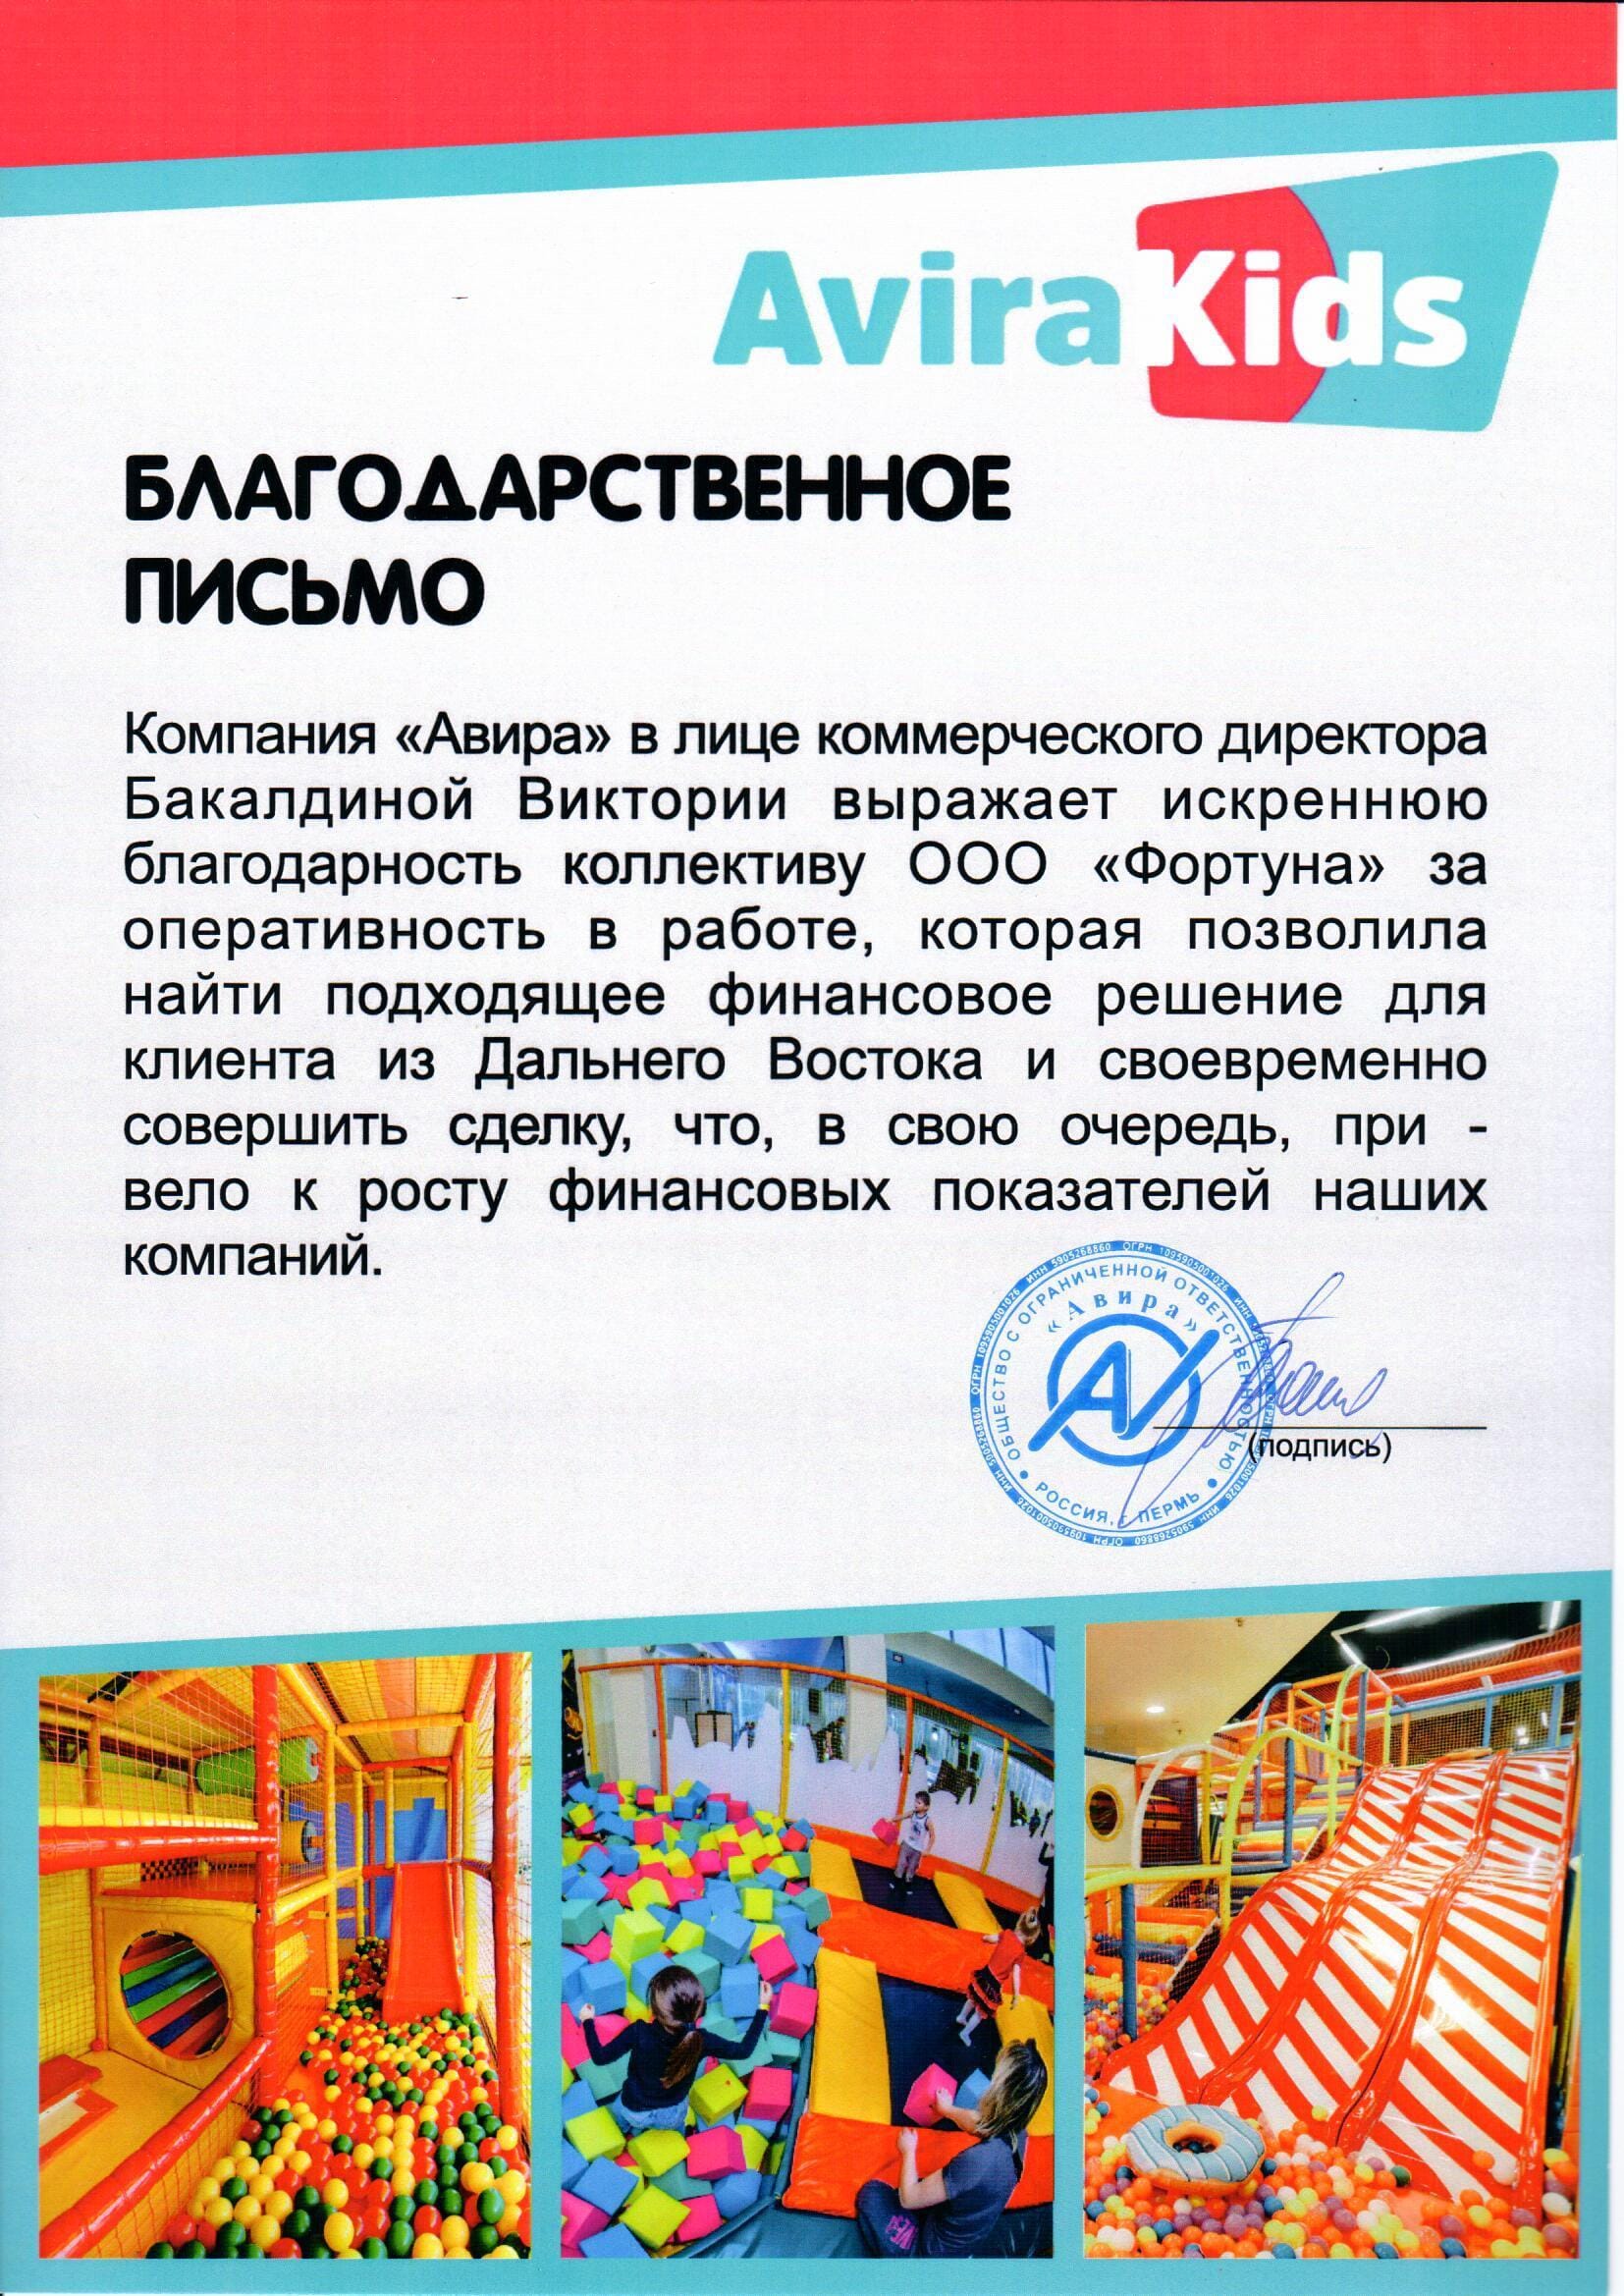 AviraKids
БЛАГОДАРСТВЕННОЕ
ПИСЬМО
Компания «Авира» в лице коммерческого директора
Бакалдиной Виктории выражает искреннюю
благодарность коллективу ООО «Фортуна» за
оперативность в работе, которая позволила
найти подходящее финансовое решение для
клиента из Дальнего Востока и своевременно
совершить сделку, что, в свою очередь, при -
вело к росту финансовых показателей наших
компаний.
ИНН 5905268860 ОГРН 1095905001026
ОБЩЕСТВО С ОГРАНИЧЕННОЙ ОТВЕТСТВЕННОСТЬЮ
«Авира»
РОССИЯ, г. ПЕРМЬ
(подпись)